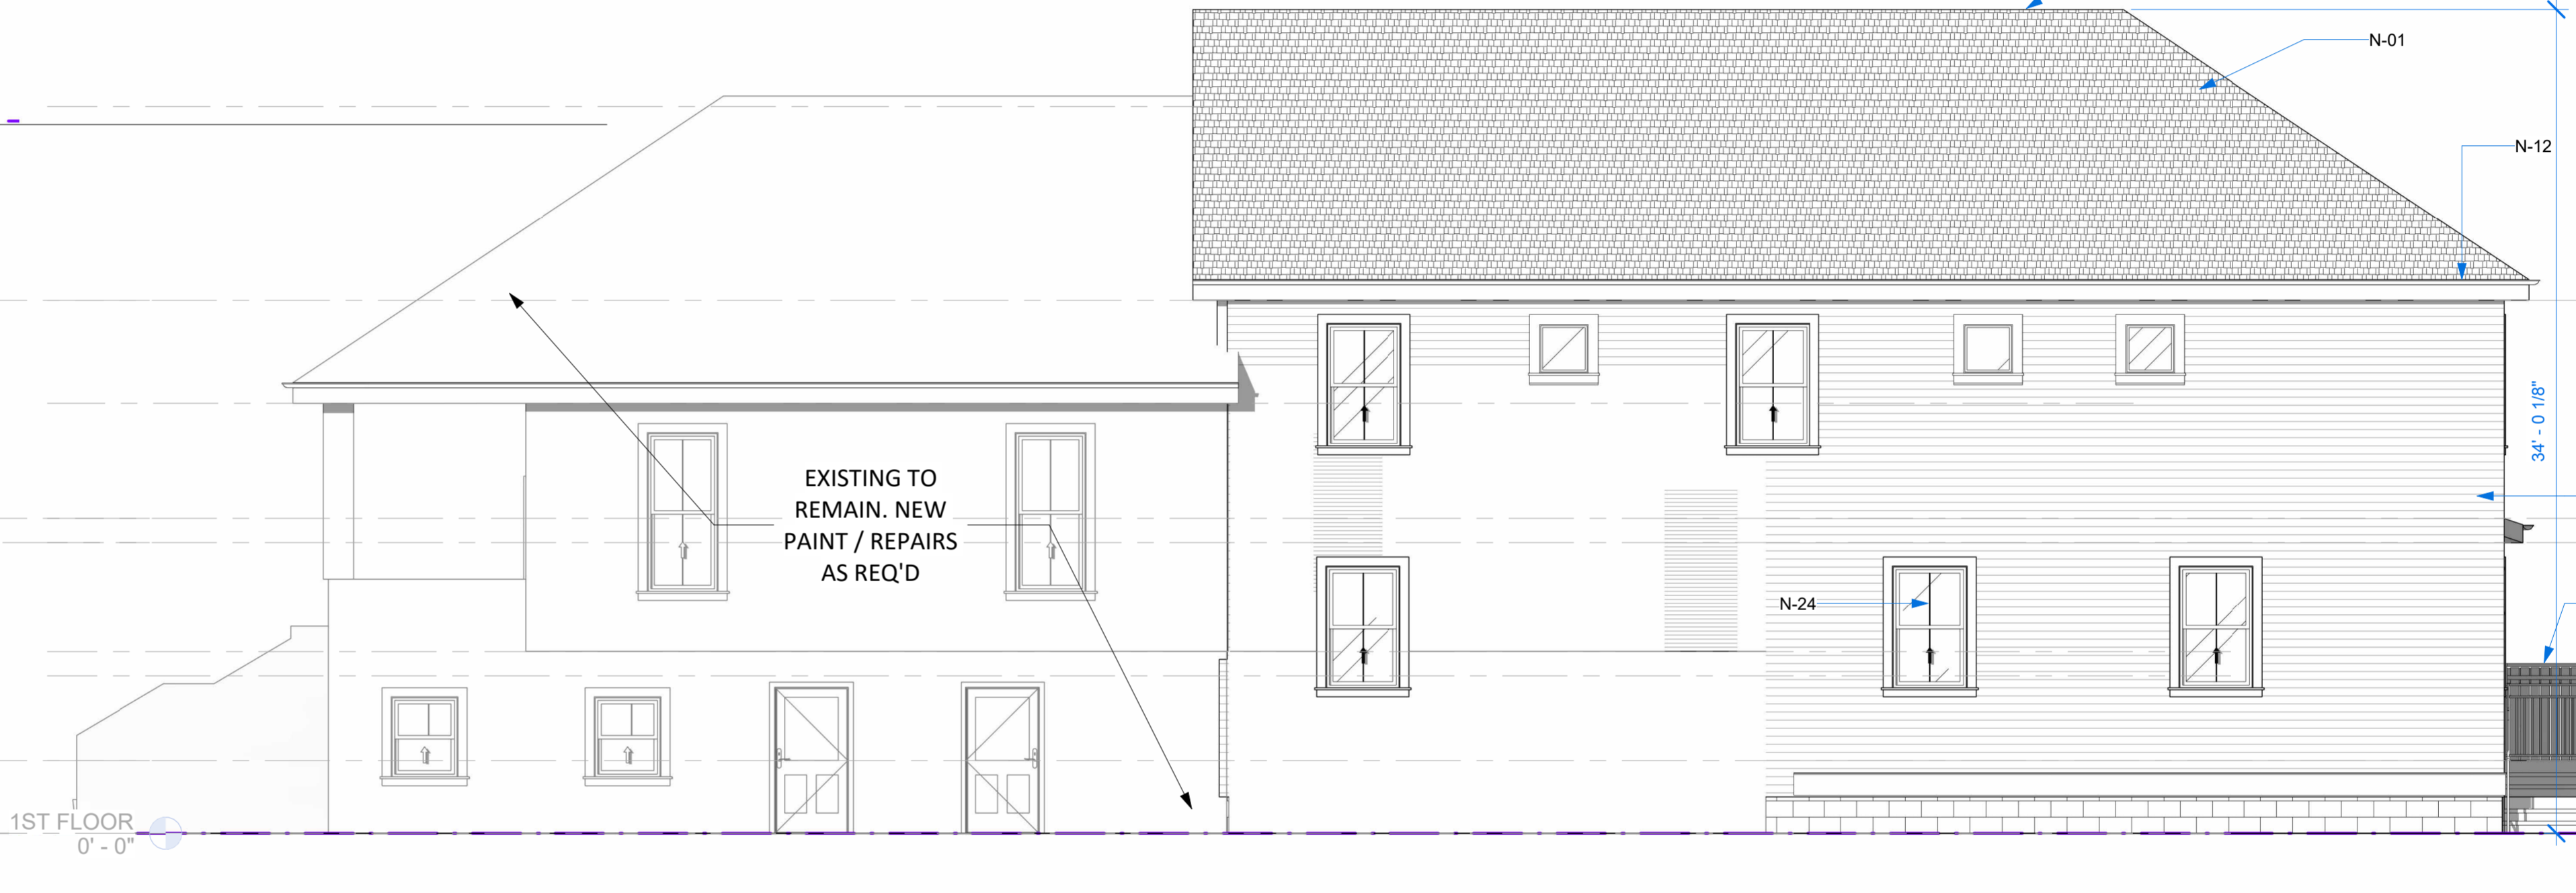 N-01
N-12
34' - 0 1/8"
EXISTING TO
REMAIN. NEW
PAINT / REPAIRS
AS REQ'D
N-24
1ST FLOOR
0' - 0"